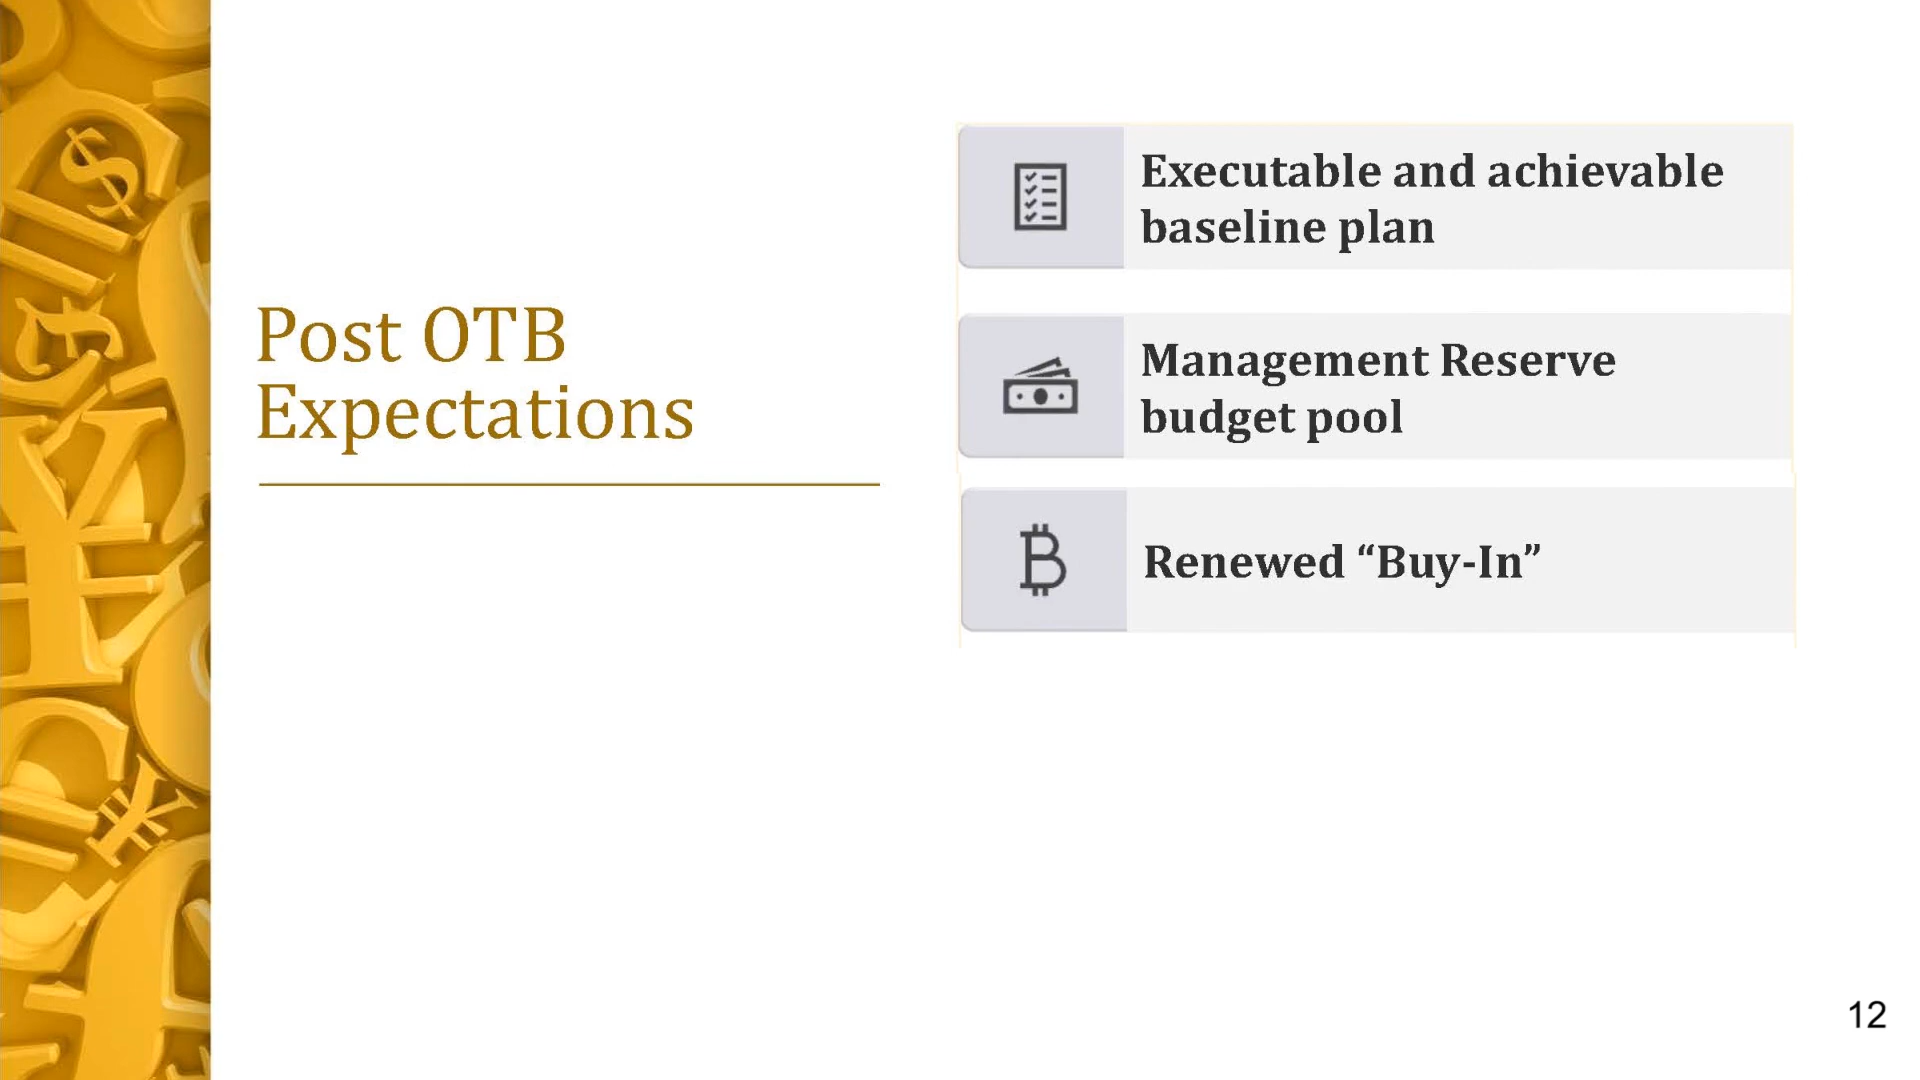 Post OTB
Expectations
Executable and achievable
baseline plan
Management Reserve
budget pool
Renewed “Buy-In”
12